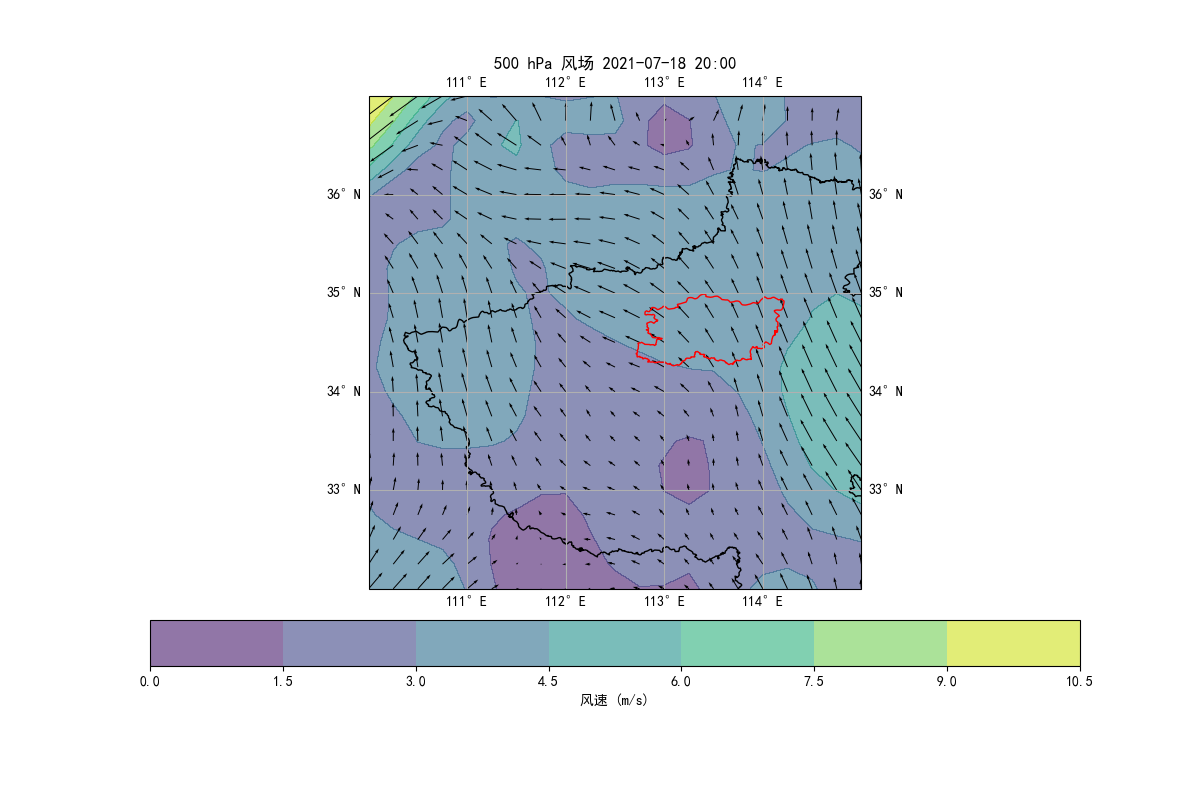 500 hPa 风场 2021-07-18 20:00
111° E 112° E 113° E 114° E
36° N 36° N
35° N 35° N
34° N 34° N
33° N 33° N
111° E 112° E 113° E 114° E
0.0 1.5 3.0 4.5 6.0 7.5 9.0 10.5
风速 (m/s)